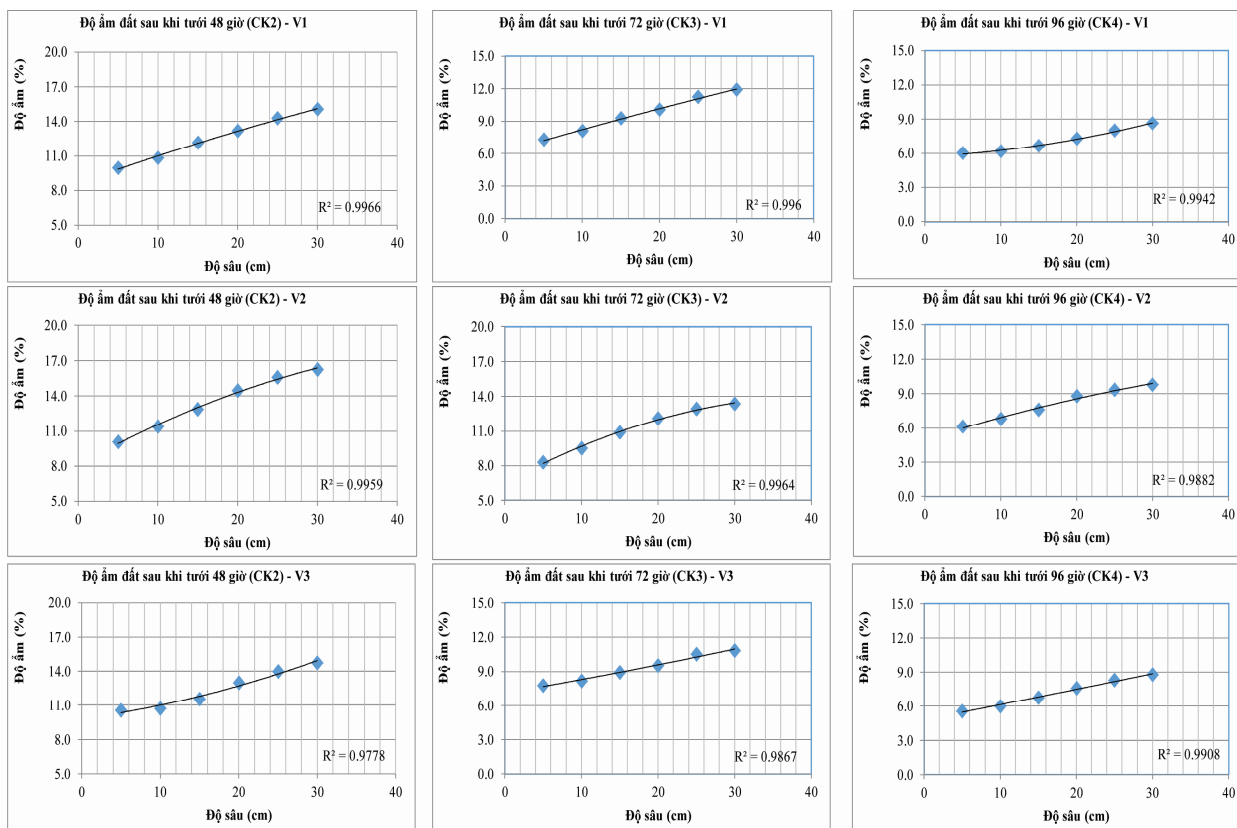 Độ ẩm đất sau khi tưới 48 giờ (CK2) - V1
Độ ẩm (%)
20.0
17.0
14.0
11.0
8.0
5.0
R² = 0.9966
0 10 20 30 40
Độ sâu (cm)
Độ ẩm đất sau khi tưới 72 giờ (CK3) - V1
Độ ẩm (%)
15.0
12.0
9.0
6.0
3.0
0.0
R² = 0.996
0 10 20 30 40
Độ sâu (cm)
Độ ẩm đất sau khi tưới 96 giờ (CK4) - V1
Độ ẩm (%)
15.0
12.0
9.0
6.0
3.0
0.0
R² = 0.9942
0 10 20 30 40
Độ sâu (cm)
Độ ẩm đất sau khi tưới 48 giờ (CK2) - V2
Độ ẩm (%)
20.0
17.0
14.0
11.0
8.0
5.0
R² = 0.9959
0 10 20 30 40
Độ sâu (cm)
Độ ẩm đất sau khi tưới 72 giờ (CK3) - V2
Độ ẩm (%)
20.0
17.0
14.0
11.0
8.0
5.0
R² = 0.9964
0 10 20 30 40
Độ sâu (cm)
Độ ẩm đất sau khi tưới 96 giờ (CK4) - V2
Độ ẩm (%)
15.0
12.0
9.0
6.0
3.0
0.0
R² = 0.9882
0 10 20 30 40
Độ sâu (cm)
Độ ẩm đất sau khi tưới 48 giờ (CK2) - V3
Độ ẩm (%)
20.0
17.0
14.0
11.0
8.0
5.0
R² = 0.9778
0 10 20 30 40
Độ sâu (cm)
Độ ẩm đất sau khi tưới 72 giờ (CK3) - V3
Độ ẩm (%)
15.0
12.0
9.0
6.0
3.0
0.0
R² = 0.9867
0 10 20 30 40
Độ sâu (cm)
Độ ẩm đất sau khi tưới 96 giờ (CK4) - V3
Độ ẩm (%)
15.0
12.0
9.0
6.0
3.0
0.0
R² = 0.9908
0 10 20 30 40
Độ sâu (cm)